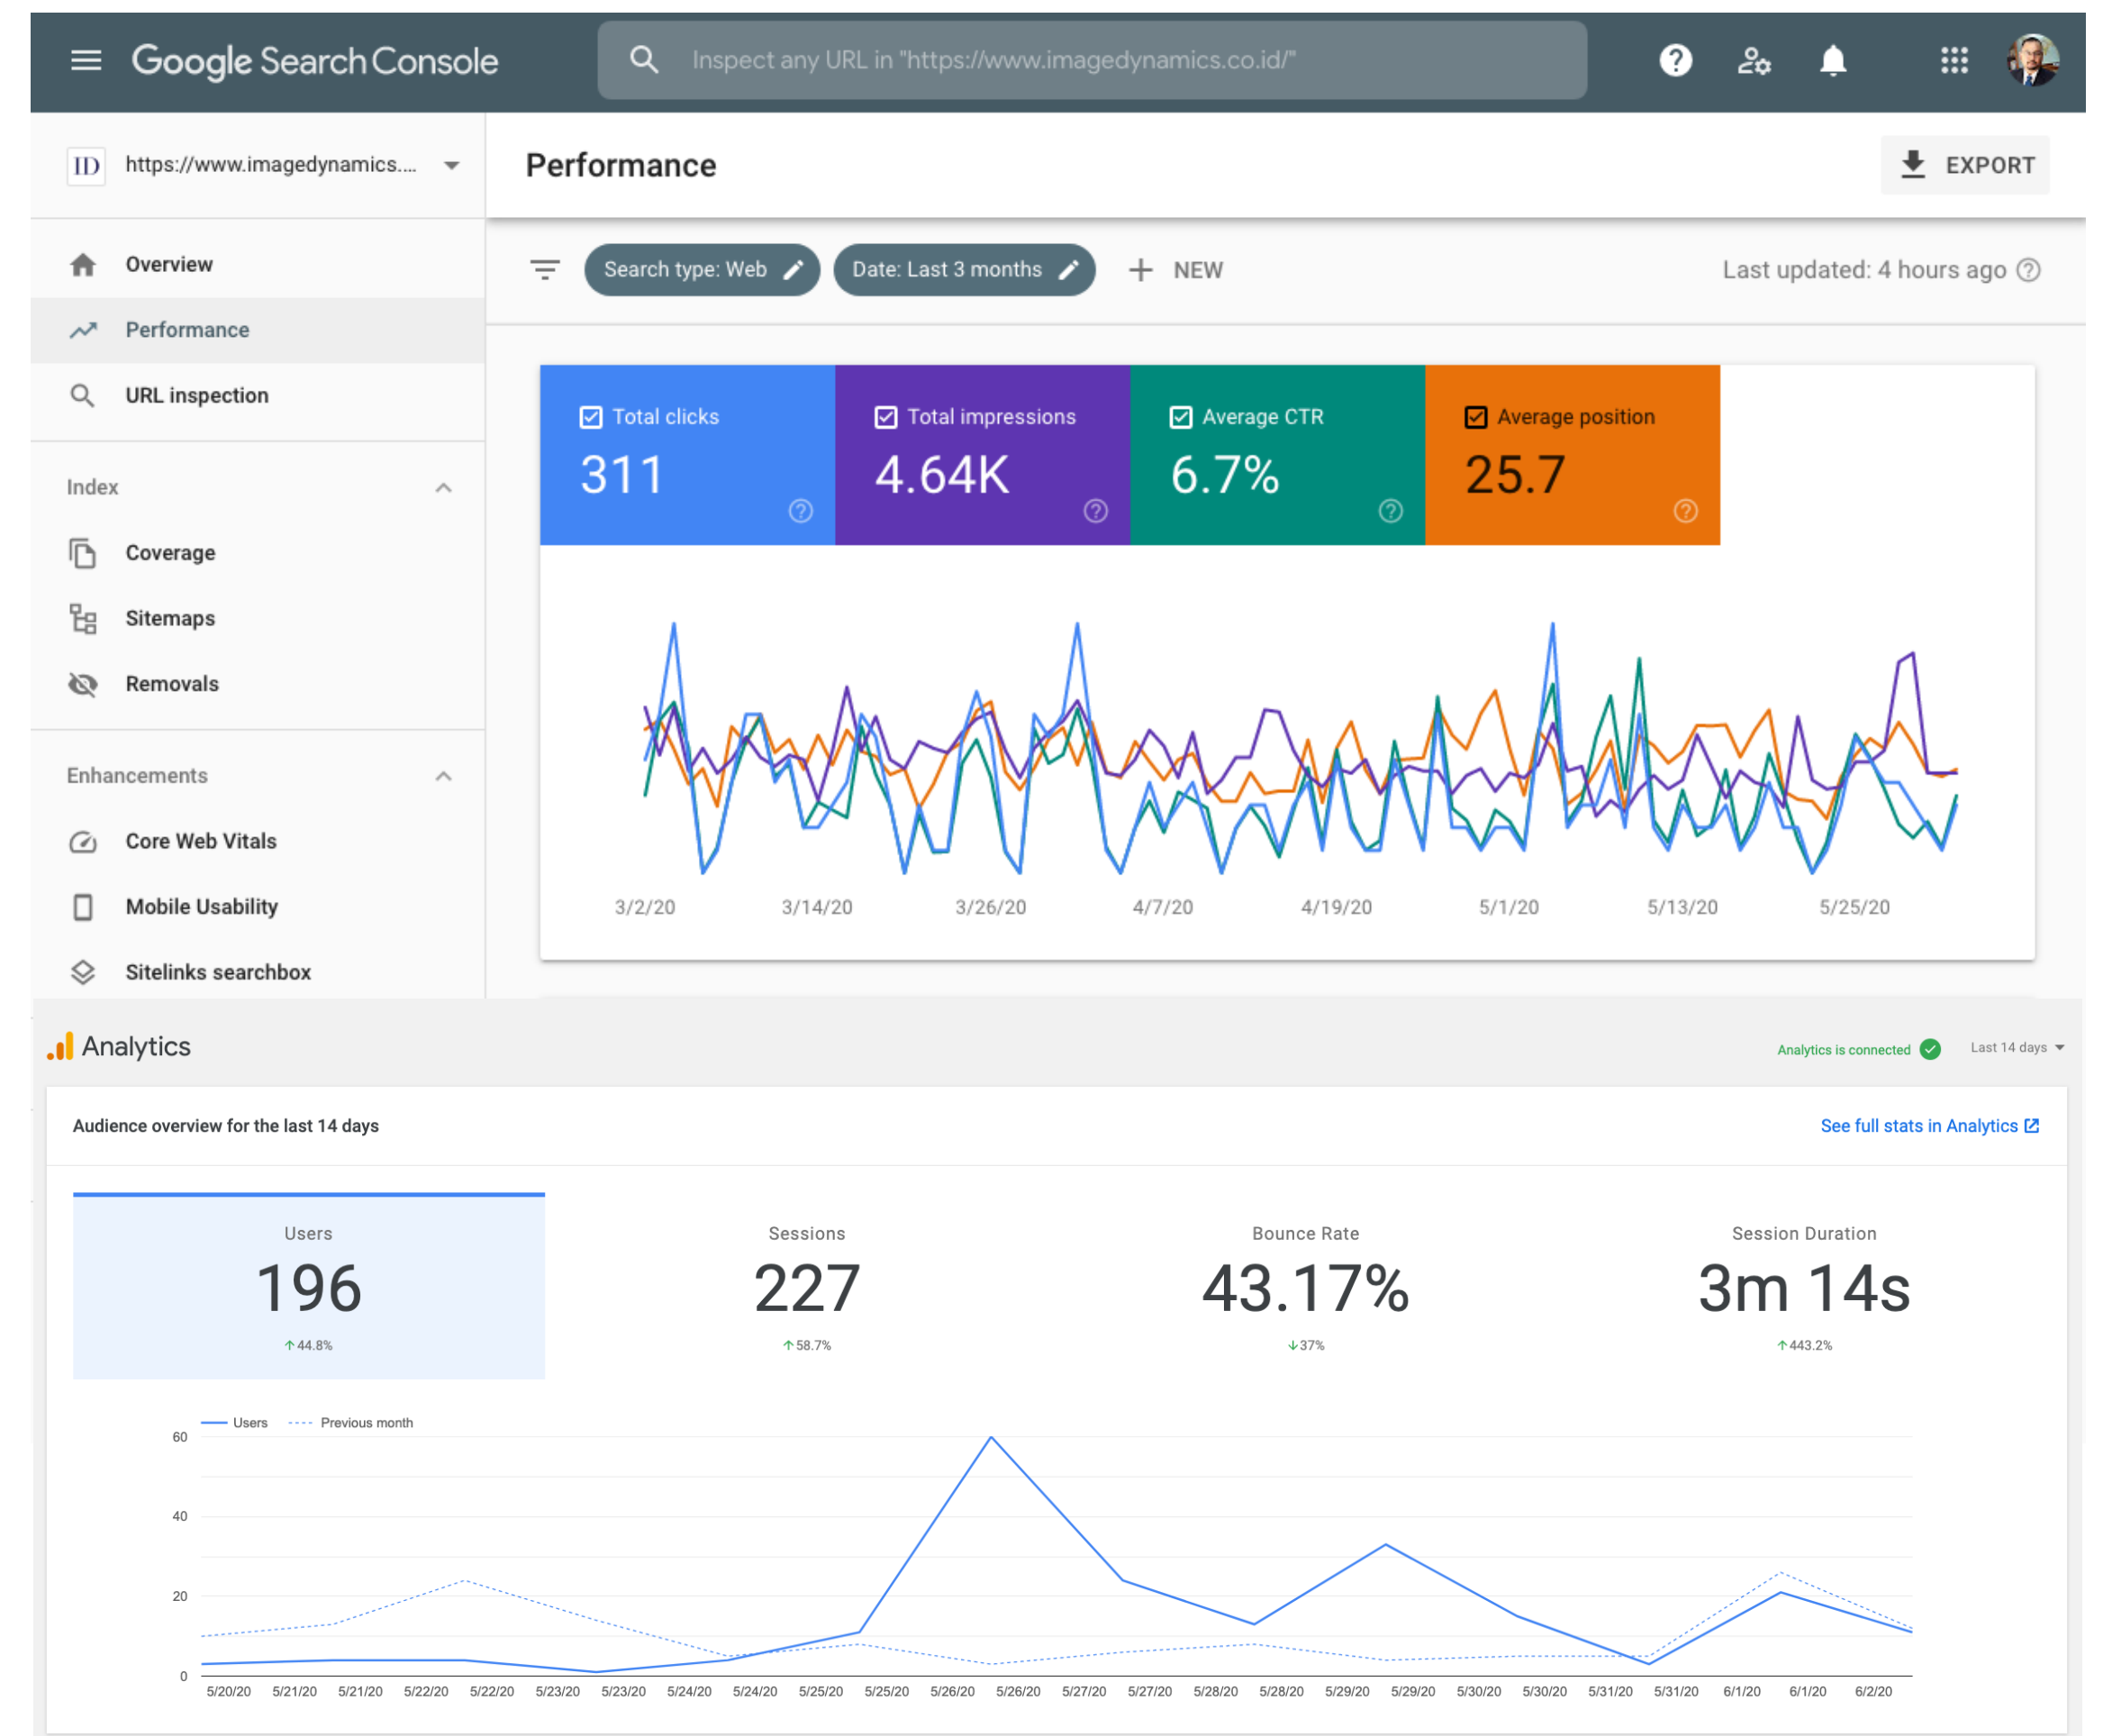 Google Search Console
Inspect any URL in "https://www.imagedynamics.co.id/"
ID https://www.imagedynamics....
Performance
EXPORT
Overview
Performance
URL inspection
Index
Coverage
Sitemaps
Removals
Enhancements
Core Web Vitals
Mobile Usability
Sitelinks searchbox
Search type: Web
Date: Last 3 months
+ NEW
Last updated: 4 hours ago
Total clicks
311
Total impressions
4.64K
Average CTR
6.7%
Average position
25.7
3/2/20 3/14/20 3/26/20 4/7/20 4/19/20 5/1/20 5/13/20 5/25/20
Analytics
Analytics is connected
Last 14 days
Audience overview for the last 14 days
See full stats in Analytics
Users
196
↑44.8%
Sessions
227
↑58.7%
Bounce Rate
43.17%
↓37%
Session Duration
3m 14s
↑443.2%
Users Previous month
60
40
20
0
5/20/20 5/21/20 5/21/20 5/22/20 5/22/20 5/23/20 5/23/20 5/24/20 5/24/20 5/25/20 5/25/20 5/26/20 5/26/20 5/27/20 5/27/20 5/28/20 5/28/20 5/29/20 5/29/20 5/30/20 5/30/20 5/31/20 5/31/20 6/1/20 6/1/20 6/2/20